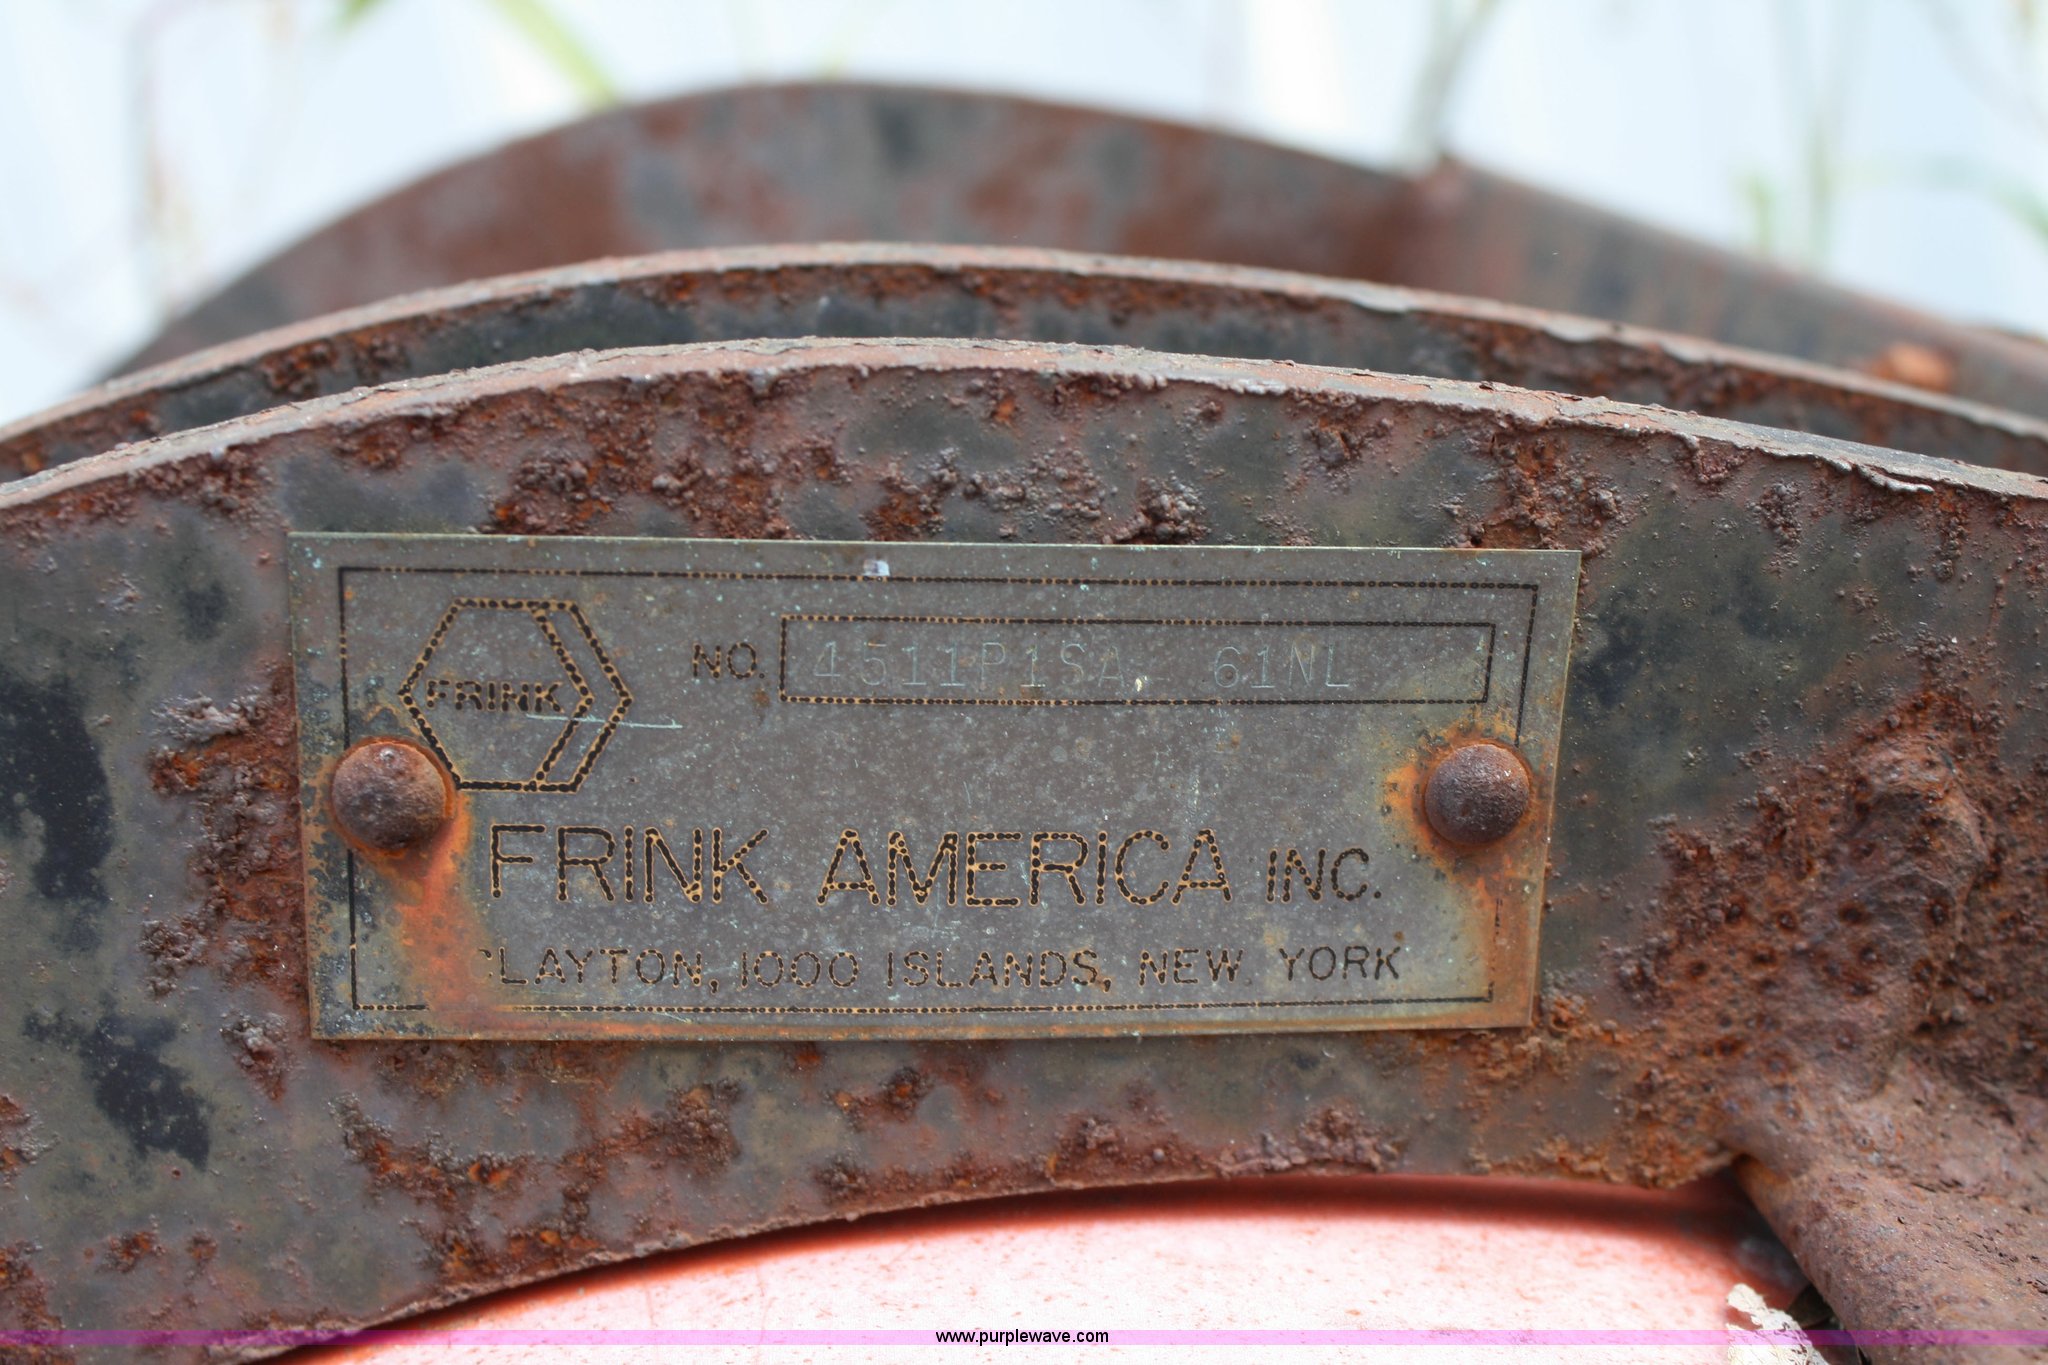 FRINK
NO. 4511P1SA 61NL
FRINK AMERICA INC.
CLAYTON, 1000 ISLANDS, NEW YORK
www.purplewave.com